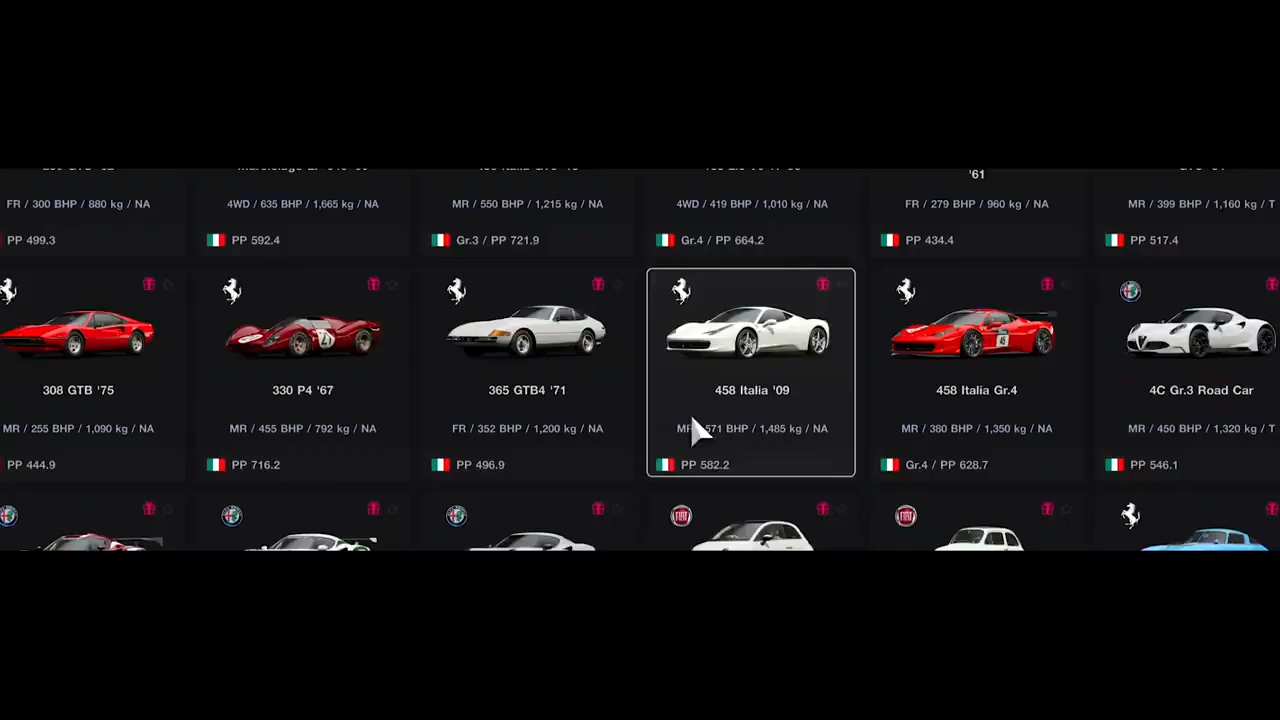 '61
FR / 300 BHP / 880 kg / NA
4WD / 635 BHP / 1,665 kg / NA
MR / 550 BHP / 1,215 kg / NA
4WD / 419 BHP / 1,010 kg / NA
FR / 279 BHP / 960 kg / NA
MR / 399 BHP / 1,160 kg / T
PP 499.3
PP 592.4
Gr.3 / PP 721.9
Gr.4 / PP 664.2
PP 434.4
PP 517.4
308 GTB '75
330 P4 '67
365 GTB4 '71
458 Italia '09
458 Italia Gr.4
4C Gr.3 Road Car
MR / 255 BHP / 1,090 kg / NA
MR / 455 BHP / 792 kg / NA
FR / 352 BHP / 1,200 kg / NA
571 BHP / 1,485 kg / NA
MR / 380 BHP / 1,350 kg / NA
MR / 450 BHP / 1,320 kg / T
PP 444.9
PP 716.2
PP 496.9
PP 582.2
Gr.4 / PP 628.7
PP 546.1
FIAT
FIAT